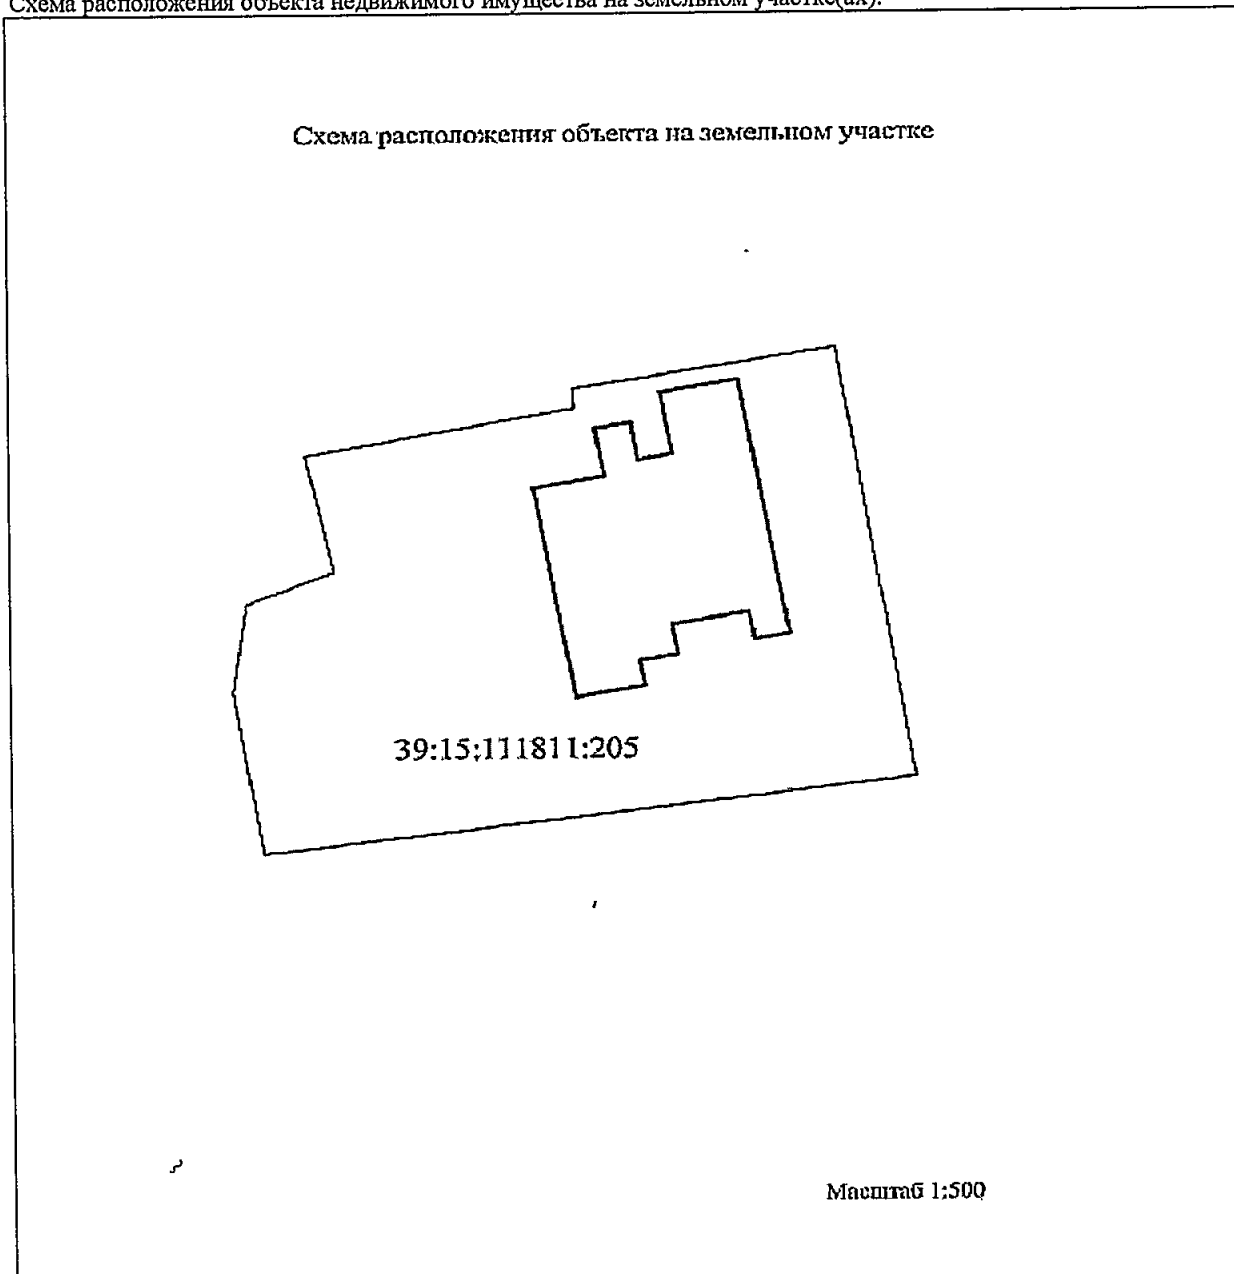 Схема расположения объекта недвижимого имущества на земельном участке(ах):
Схема расположения объекта на земельном участке
39:15:111811:205
Масштаб 1:500